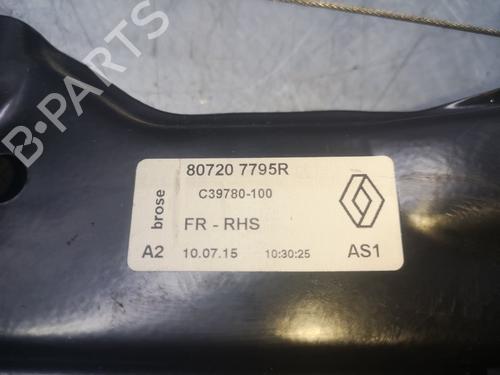 B-PARTS
80720 7795R
C39780-100
brose
FR - RHS
A2 10.07.15 10:30:25 AS1